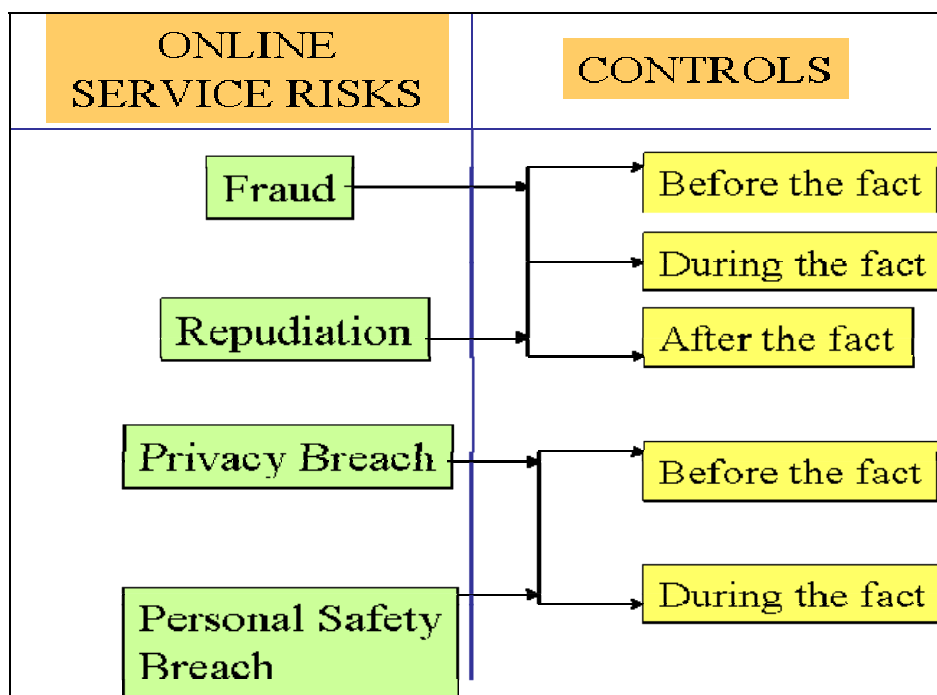 ONLINE
SERVICE RISKS
CONTROLS
Fraud
Before the fact
During the fact
Repudiation
After the fact
Privacy Breach
Before the fact
During the fact
Personal Safety
Breach